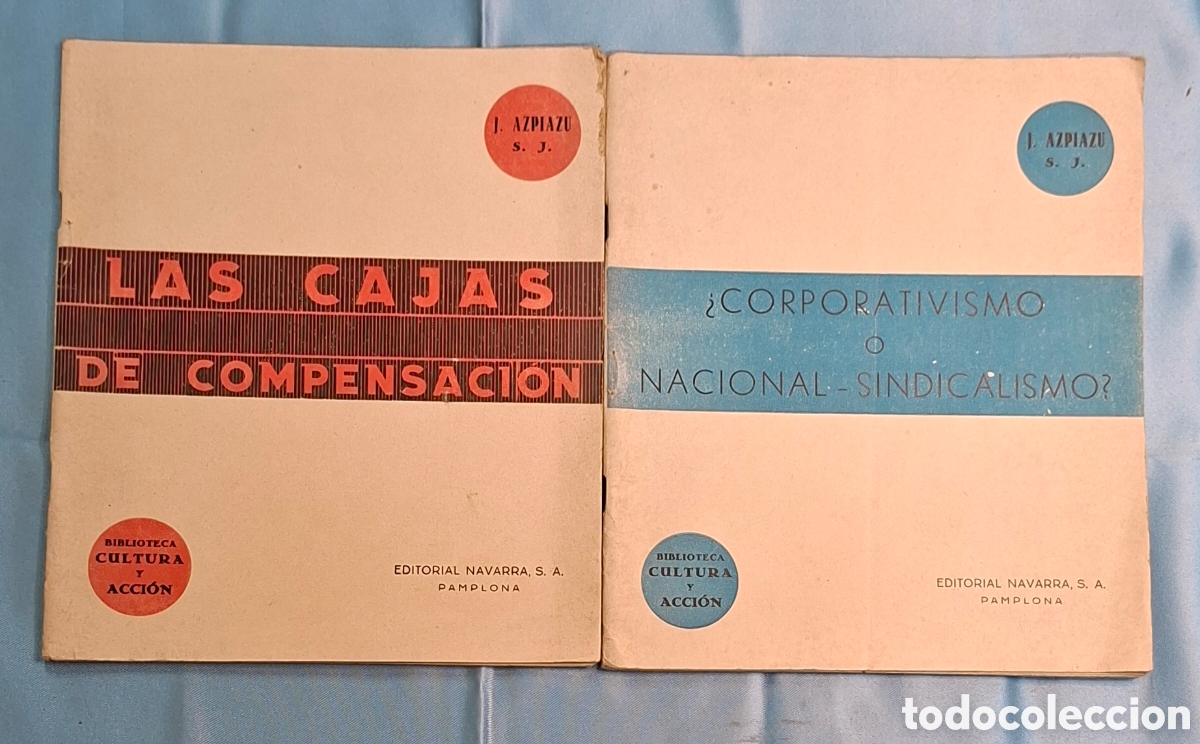 J. AZPIAZU
S. J.
LAS CAJAS
DE COMPENSACIÓN
BIBLIOTECA
CULTURA
Y
ACCIÓN
EDITORIAL NAVARRA, S. A.
PAMPLONA
J. AZPIAZU
S. J.
¿CORPORATIVISMO
O
NACIONAL-SINDICALISMO?
BIBLIOTECA
CULTURA
Y
ACCIÓN
EDITORIAL NAVARRA, S. A.
PAMPLONA
todocoleccion